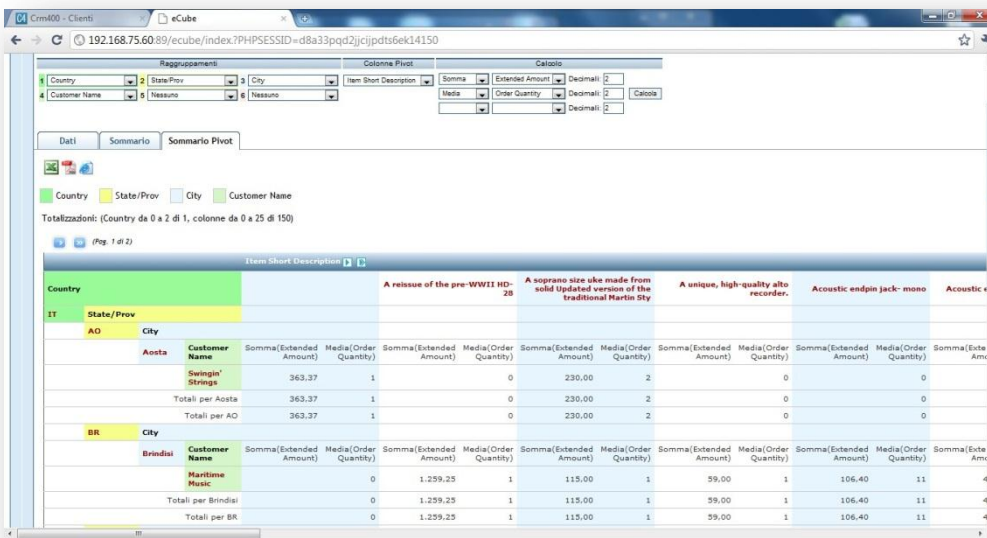 Crm400 - Clienti
eCube
192.168.75.60:89/ecube/index.?PHPSESSID=d8a33pqd2jjcijpdts6ek14150
Raggruppamenti Colonne Pivot Calcolo
1 Country 2 State/Prov 3 City Item Short Description Somma Extended Amount Decimali: 2
4 Customer Name 5 Nessuno 6 Nessuno Media Order Quantity Decimali: 2 Calcola
Decimali: 2
Dati Sommario Sommario Pivot
Country State/Prov City Customer Name
Totalizzazioni: (Country da 0 a 2 di 1, colonne da 0 a 25 di 150)
(Pag. 1 di 2)
Item Short Description
Country A reissue of the pre-WWII HD-28 A soprano size uke made from solid Updated version of the traditional Martin Sty A unique, high-quality alto recorder. Acoustic endpin jack- mono Acoustic
IT State/Prov
AO City
Aosta Customer Name Somma(Extended Amount) Media(Order Quantity) Somma(Extended Amount) Media(Order Quantity) Somma(Extended Amount) Media(Order Quantity) Somma(Extended Amount) Media(Order Quantity) Somma(Extended Amount) Media(Order Quantity) Somma(Exte
Swingin' Strings 363.37 1 0 230,00 2 0 0
Totali per Aosta 363.37 1 0 230,00 2 0 0
Totali per AO 363.37 1 0 230,00 2 0 0
BR City
Brindisi Customer Name Somma(Extended Amount) Media(Order Quantity) Somma(Extended Amount) Media(Order Quantity) Somma(Extended Amount) Media(Order Quantity) Somma(Extended Amount) Media(Order Quantity) Somma(Extended Amount) Media(Order Quantity) Somma(Exte
Maritime Music 0 1.259,25 1 115,00 1 59,00 1 106,40 11 4
Totali per Brindisi 0 1.259,25 1 115,00 1 59,00 1 106,40 11 4
Totali per BR 0 1.259,25 1 115,00 1 59,00 1 106,40 11 4